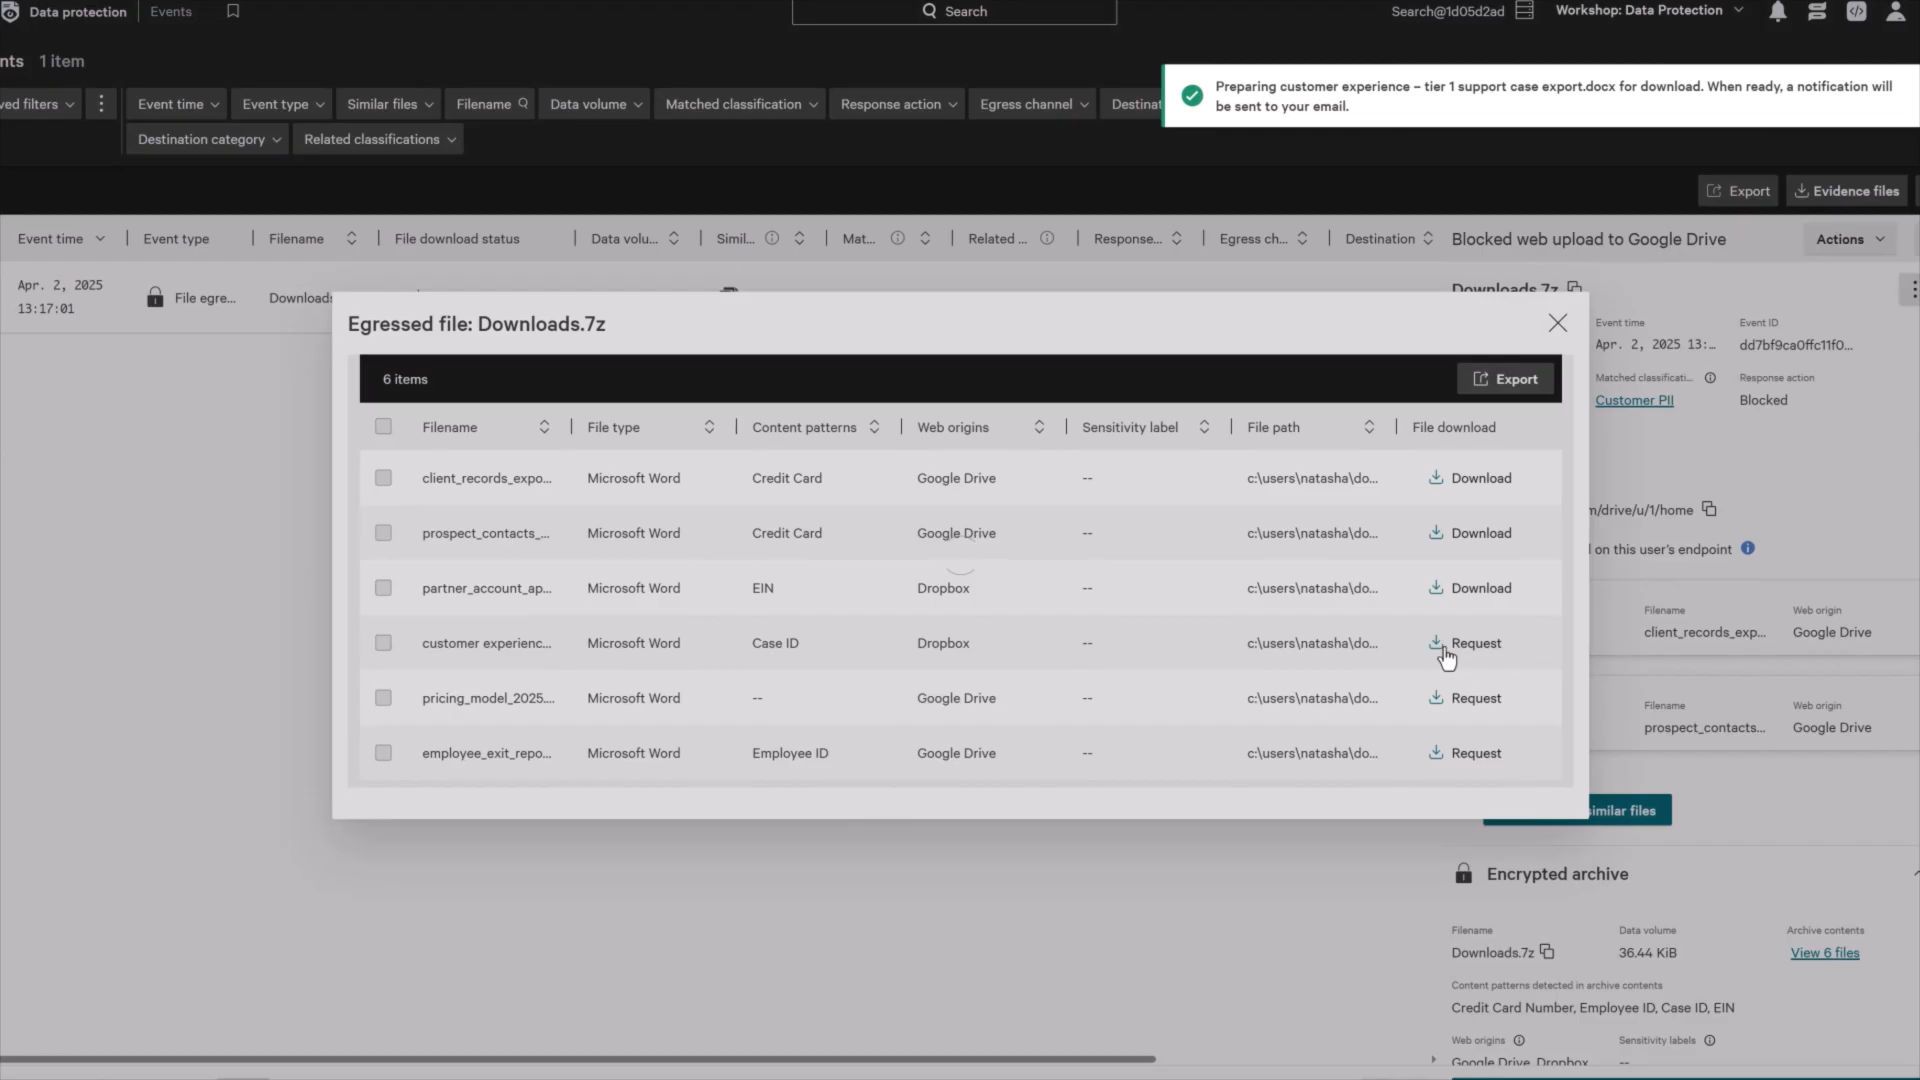 Data protection
Events
Search
Search@1d05d2ad
Workshop: Data Protection
nts 1 item
Preparing customer experience – tier 1 support case export.docx for download. When ready, a notification will
be sent to your email.
ved filters
Event time
Event type
Similar files
Filename
Data volume
Matched classification
Response action
Egress channel
Destinat
Destination category
Related classifications
Export
Evidence files
Event time
Event type
Filename
File download status
Data volu...
Simil...
Mat...
Related ...
Response...
Egress ch...
Destination
Blocked web upload to Google Drive
Actions
Apr. 2, 2025
13:17:01
File egre...
Downloads
Downloads.7z
Event time
Event ID
Apr. 2, 2025 13:...
dd7bf9ca0ffc11f0...
Matched classificati...
Response action
Customer PII
Blocked
m/drive/u/1/home
on this user's endpoint
Filename
Web origin
client_records_exp...
Google Drive
Filename
Web origin
prospect_contacts...
Google Drive
similar files
Egressed file: Downloads.7z
6 items
Export
Filename
File type
Content patterns
Web origins
Sensitivity label
File path
File download
client_records_expo...
Microsoft Word
Credit Card
Google Drive
--
c:\users\natasha\do...
Download
prospect_contacts_...
Microsoft Word
Credit Card
Google Drive
--
c:\users\natasha\do...
Download
partner_account_ap...
Microsoft Word
EIN
Dropbox
--
c:\users\natasha\do...
Download
customer experienc...
Microsoft Word
Case ID
Dropbox
--
c:\users\natasha\do...
Request
pricing_model_2025....
Microsoft Word
--
Google Drive
--
c:\users\natasha\do...
Request
employee_exit_repo...
Microsoft Word
Employee ID
Google Drive
--
c:\users\natasha\do...
Request
Encrypted archive
Filename
Data volume
Archive contents
Downloads.7z
36.44 KiB
View 6 files
Content patterns detected in archive contents
Credit Card Number, Employee ID, Case ID, EIN
Web origins
Sensitivity labels
Google Drive, Dropbox
--